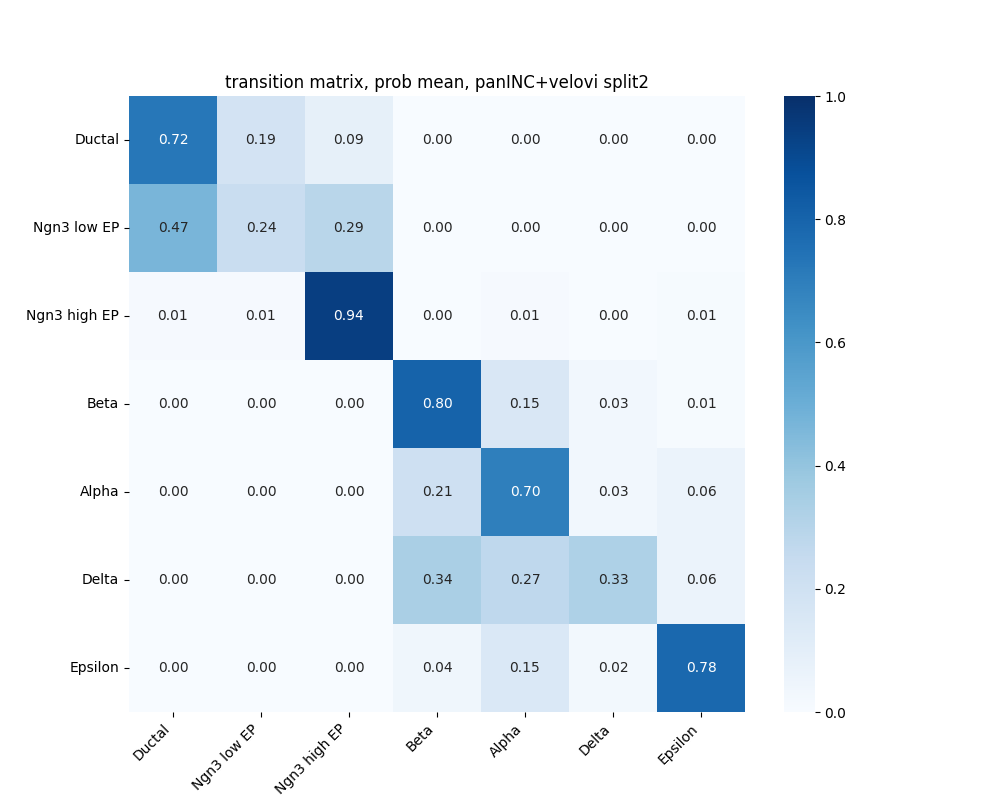 transition matrix, prob mean, panINC+velovi split2
Ductal 0.72 0.19 0.09 0.00 0.00 0.00 0.00
Ngn3 low EP 0.47 0.24 0.29 0.00 0.00 0.00 0.00
Ngn3 high EP 0.01 0.01 0.94 0.00 0.01 0.00 0.01
Beta 0.00 0.00 0.00 0.80 0.15 0.03 0.01
Alpha 0.00 0.00 0.00 0.21 0.70 0.03 0.06
Delta 0.00 0.00 0.00 0.34 0.27 0.33 0.06
Epsilon 0.00 0.00 0.00 0.04 0.15 0.02 0.78
Ductal Ngn3 low EP Ngn3 high EP Beta Alpha Delta Epsilon
1.0
0.8
0.6
0.4
0.2
0.0